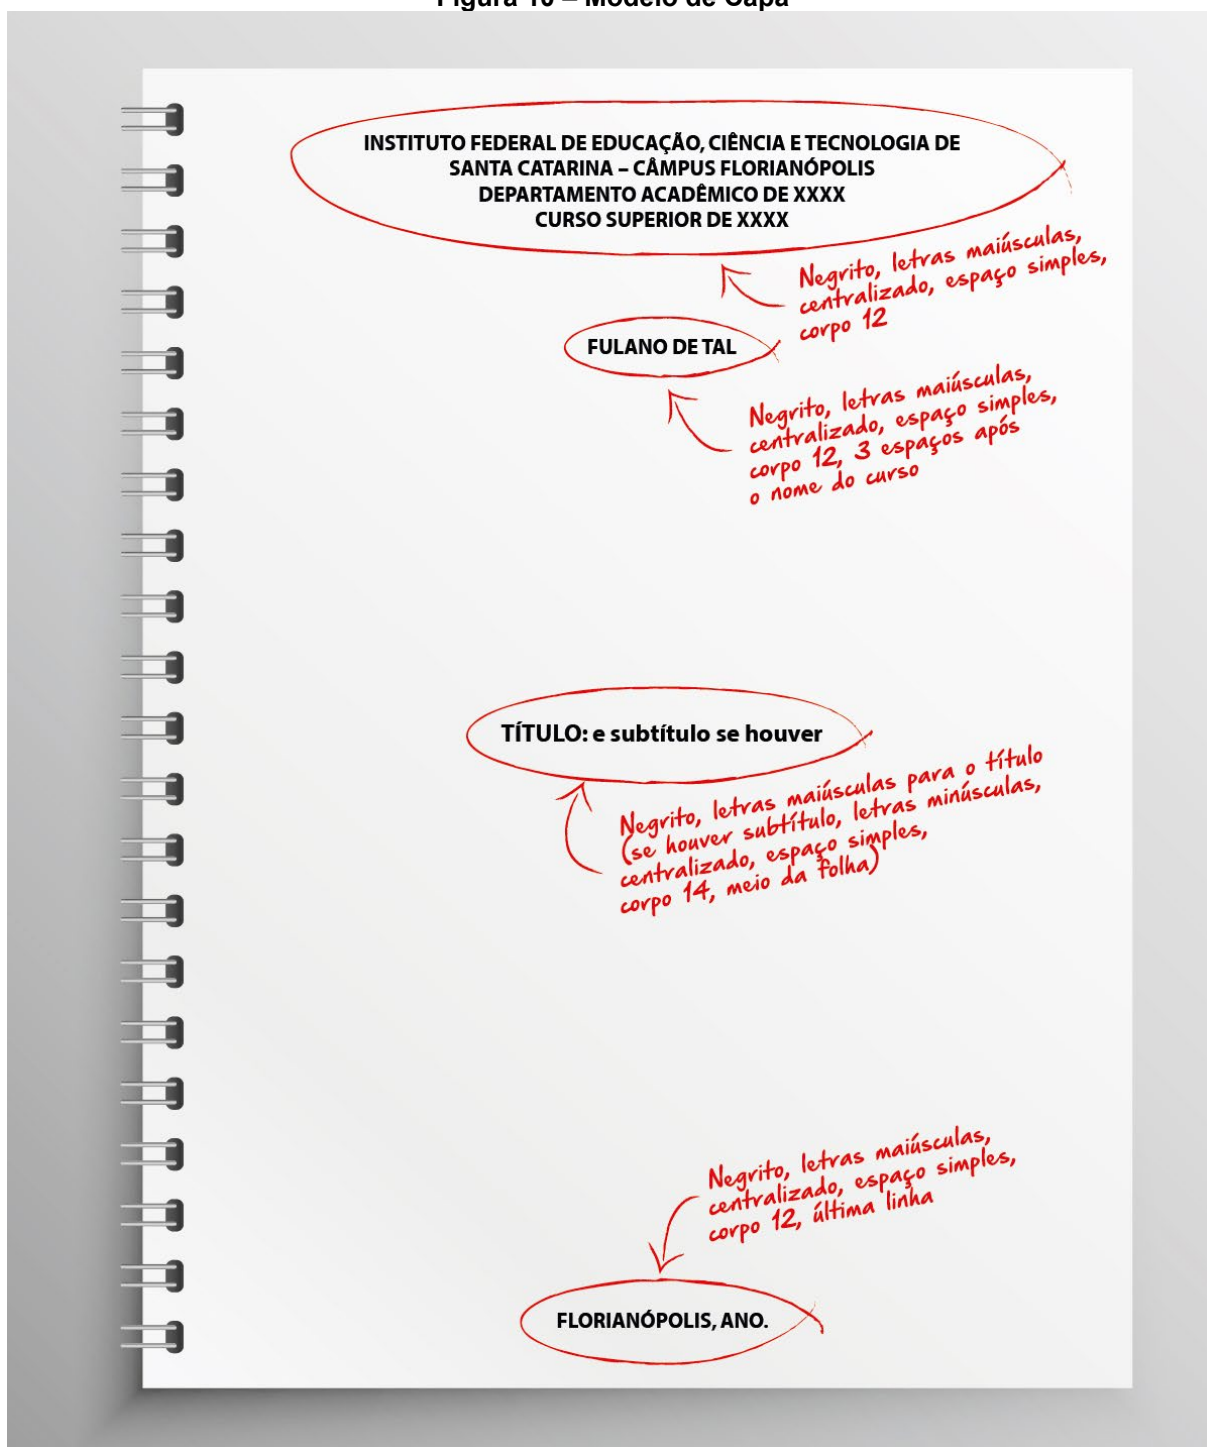 Figura 10 – Modelo de Capa
INSTITUTO FEDERAL DE EDUCAÇÃO, CIÊNCIA E TECNOLOGIA DE
SANTA CATARINA – CÂMPUS FLORIANÓPOLIS
DEPARTAMENTO ACADÊMICO DE XXXX
CURSO SUPERIOR DE XXXX
Negrito, letras maiúsculas,
centralizado, espaço simples,
corpo 12
FULANO DE TAL
Negrito, letras maiúsculas,
centralizado, espaço simples,
corpo 12, 3 espaços após
o nome do curso
TÍTULO: e subtítulo se houver
Negrito, letras maiúsculas para o título
(se houver subtítulo, letras minúsculas,
centralizado, espaço simples,
corpo 14, meio da folha)
Negrito, letras maiúsculas,
centralizado, espaço simples,
corpo 12, última linha
FLORIANÓPOLIS, ANO.